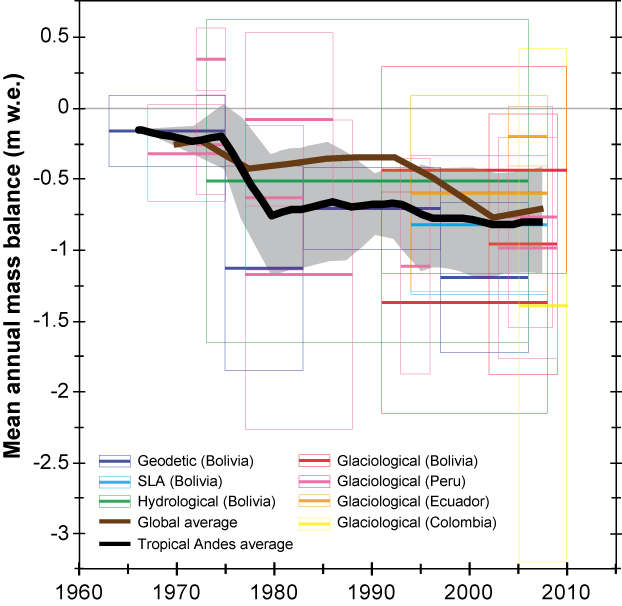 Mean annual mass balance (m w.e.)
0.5
0
-0.5
-1
-1.5
-2
-2.5
-3
Geodetic (Bolivia)
SLA (Bolivia)
Hydrological (Bolivia)
Global average
Tropical Andes average
Glaciological (Bolivia)
Glaciological (Peru)
Glaciological (Ecuador)
Glaciological (Colombia)
1960 1970 1980 1990 2000 2010